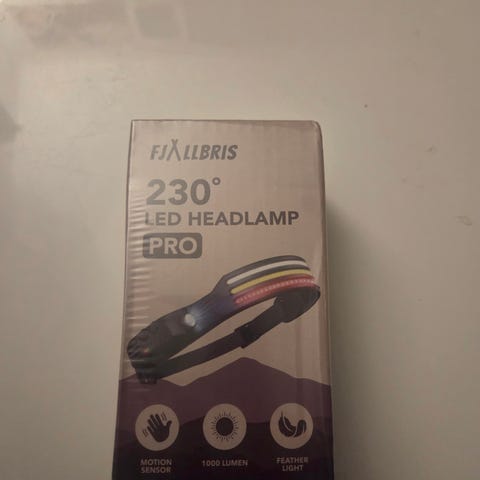 FJÄLLBRIS
230°
LED HEADLAMP
PRO
MOTION
SENSOR
1000 LUMEN
FEATHER
LIGHT